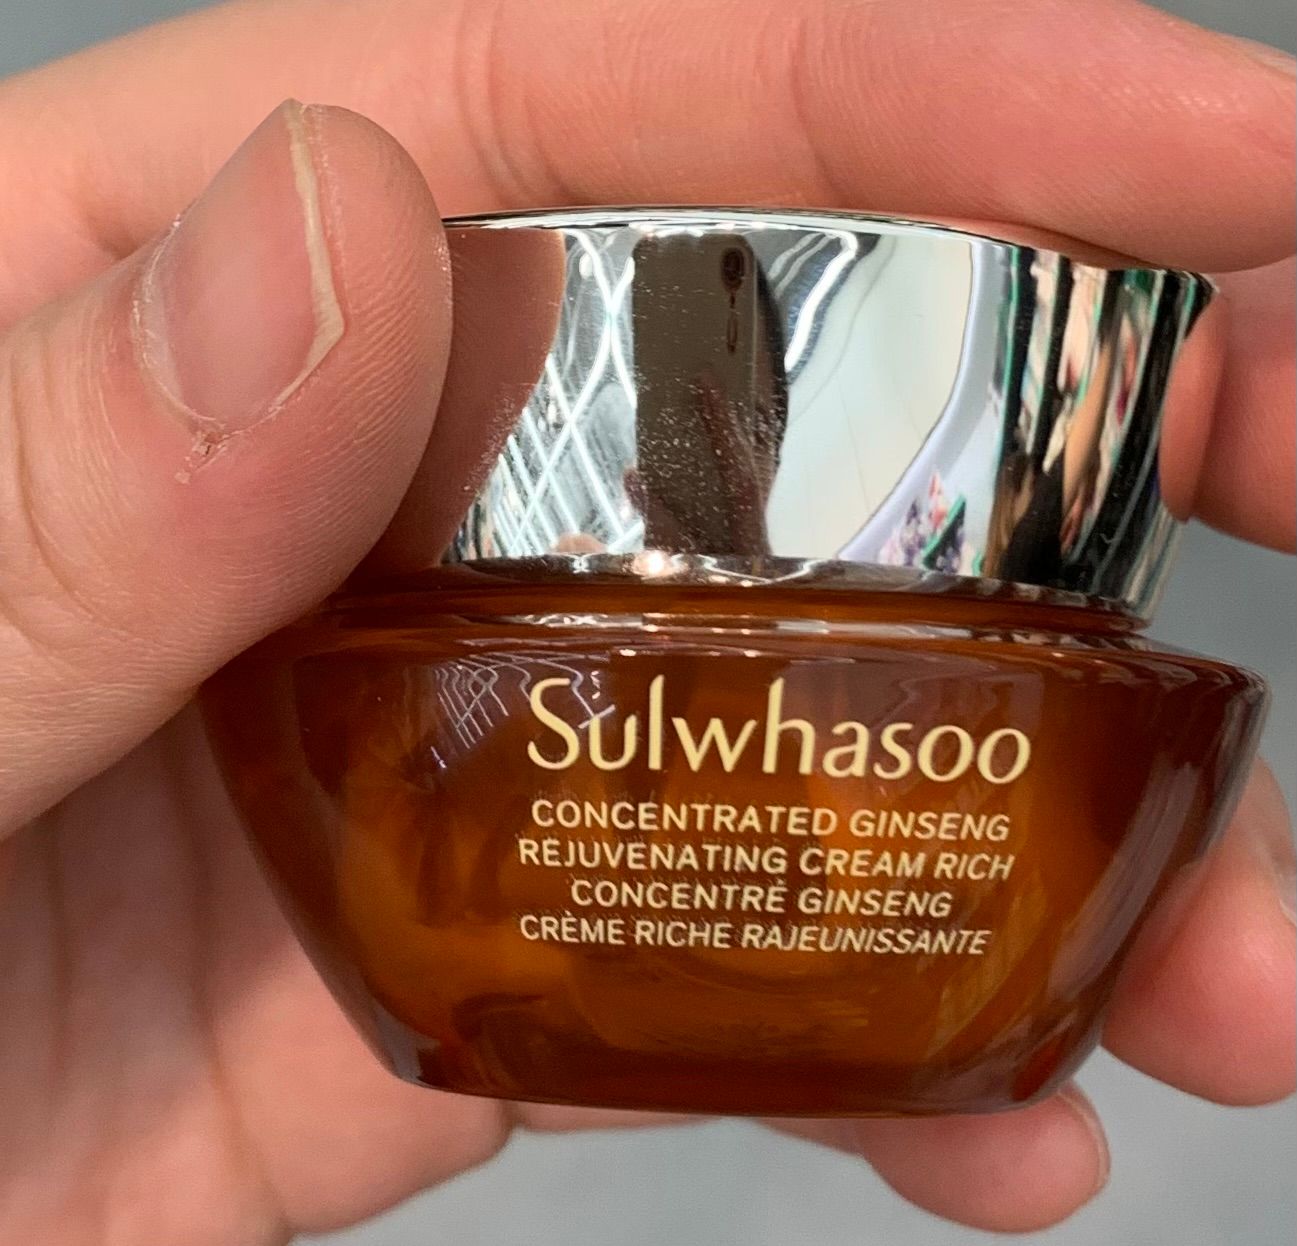 Sulwhasoo
CONCENTRATED GINSENG
REJUVENATING CREAM RICH
CONCENTRÉ GINSENG
CRÈME RICHE RAJEUNISSANTE